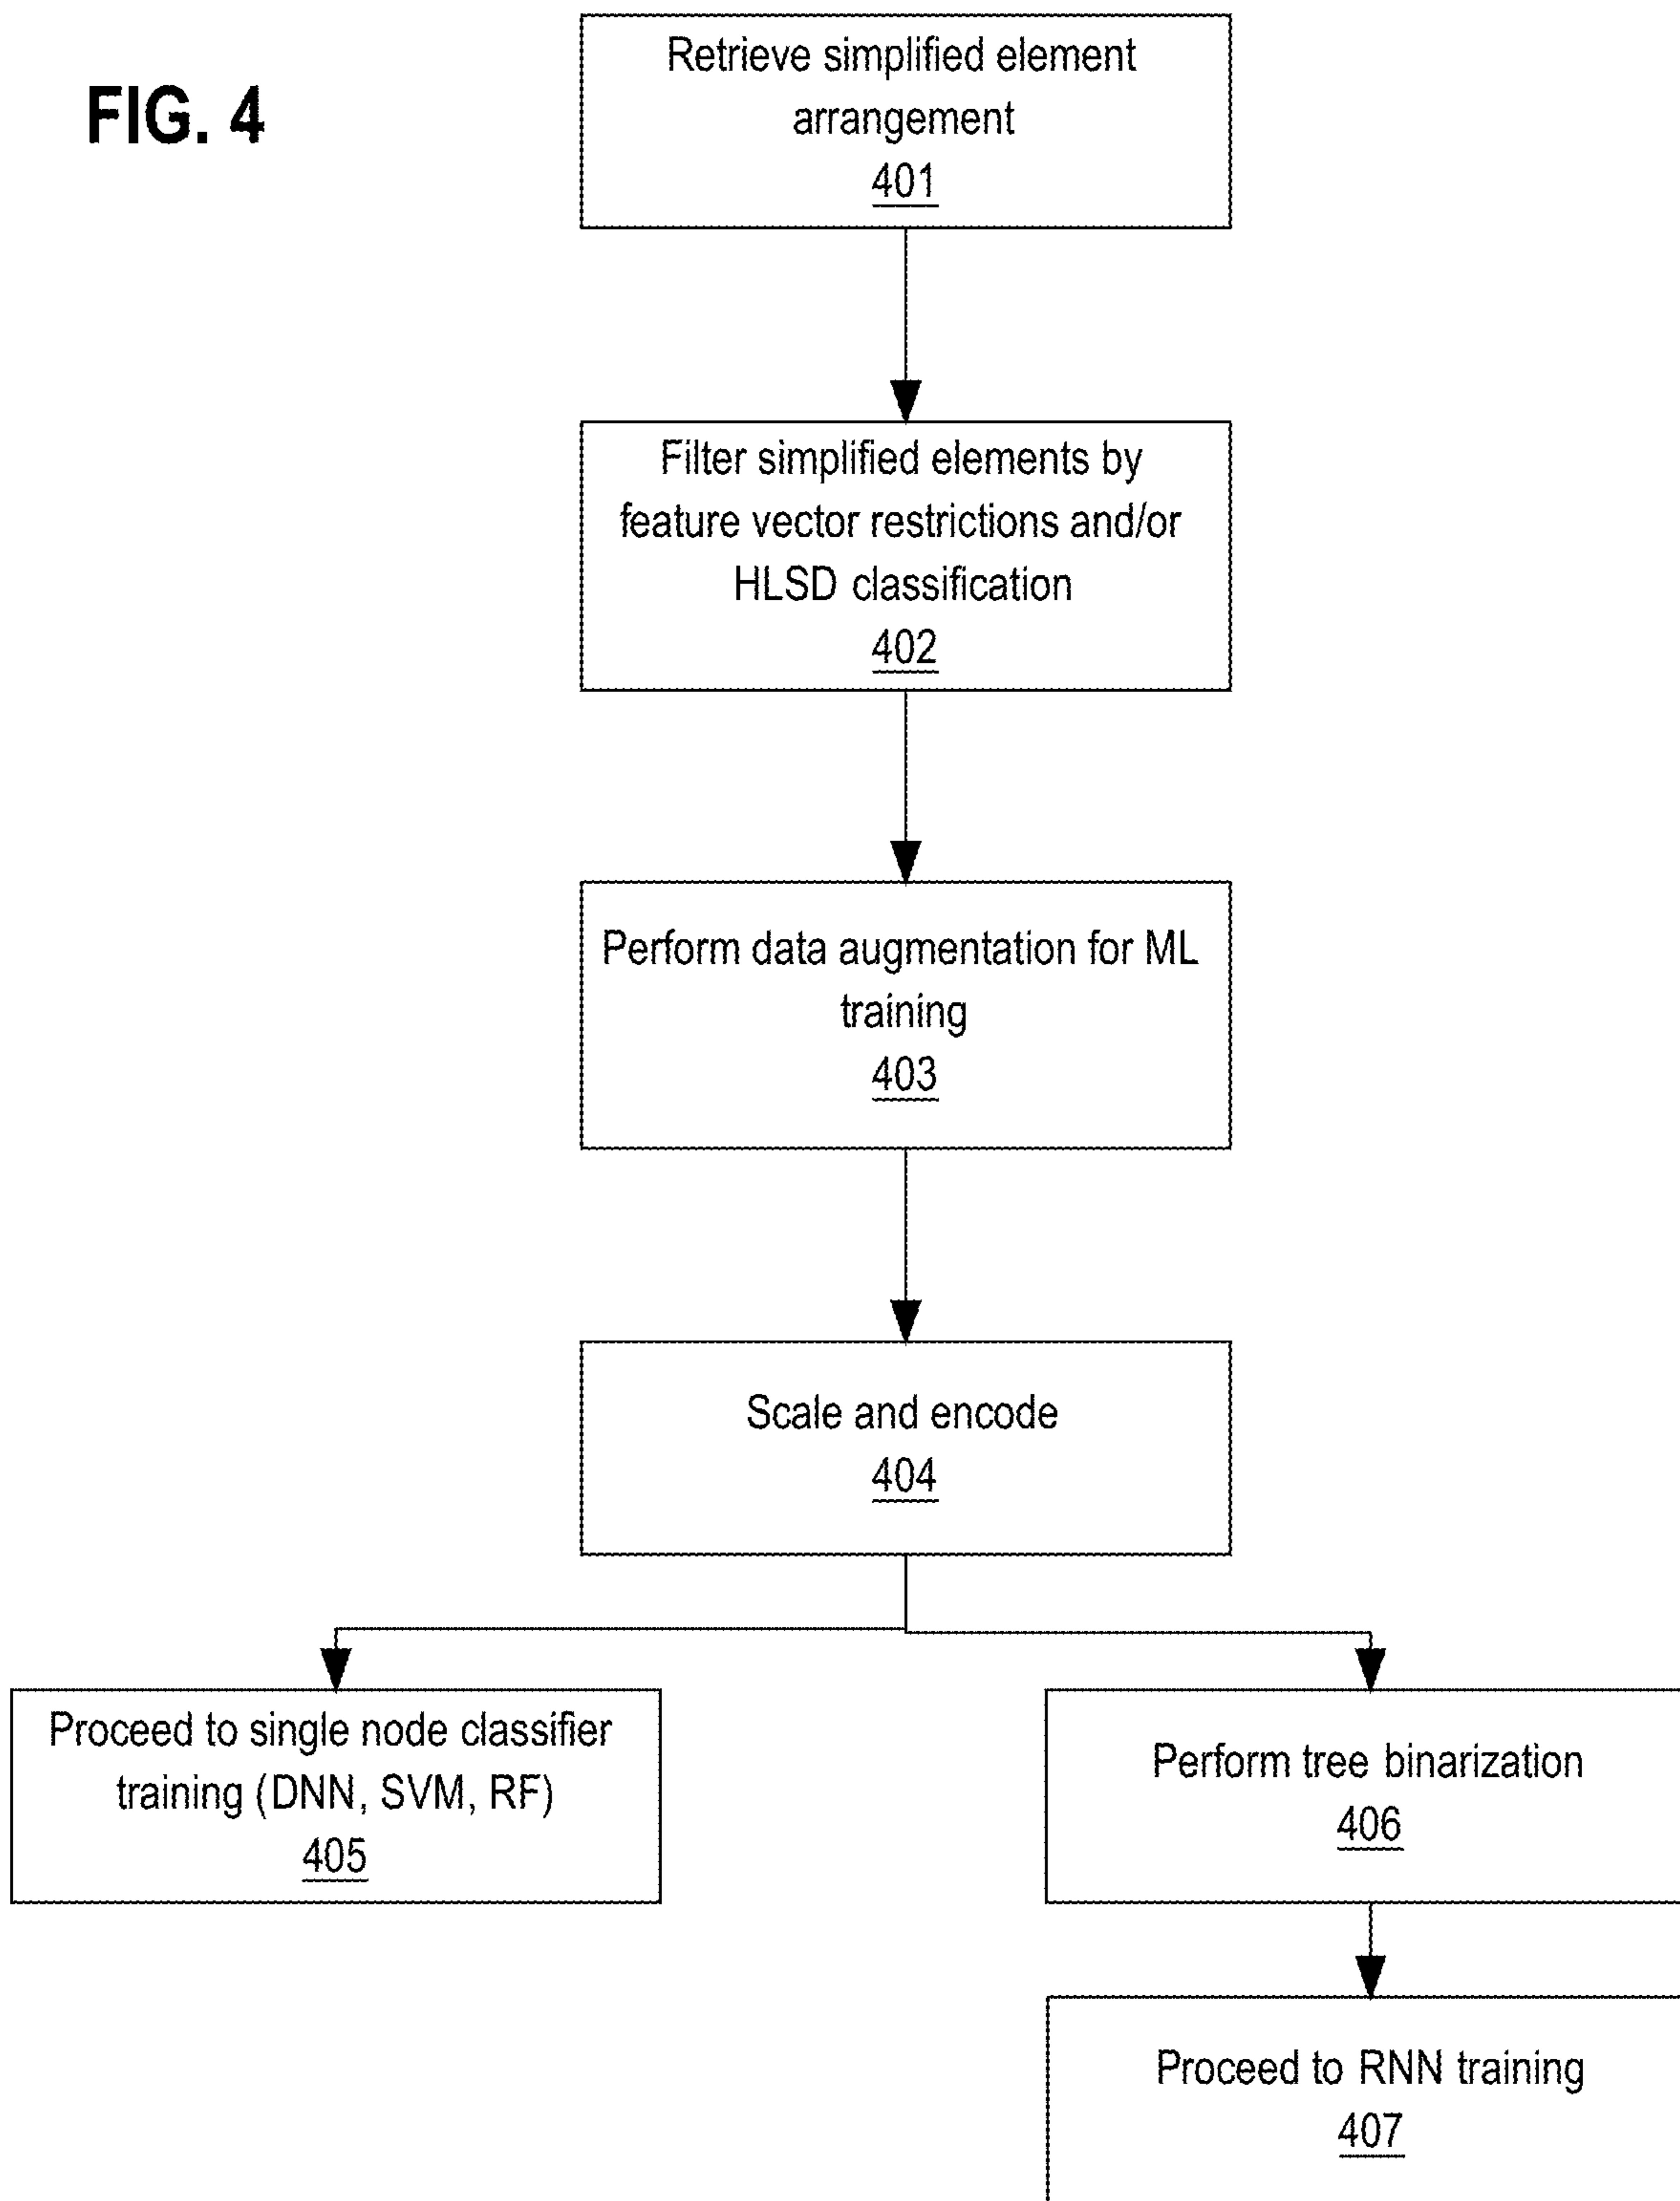 FIG. 4
Retrieve simplified element
arrangement
401
Filter simplified elements by
feature vector restrictions and/or
HLSD classification
402
Perform data augmentation for ML
training
403
Scale and encode
404
Proceed to single node classifier
training (DNN, SVM, RF)
405
Perform tree binarization
406
Proceed to RNN training
407